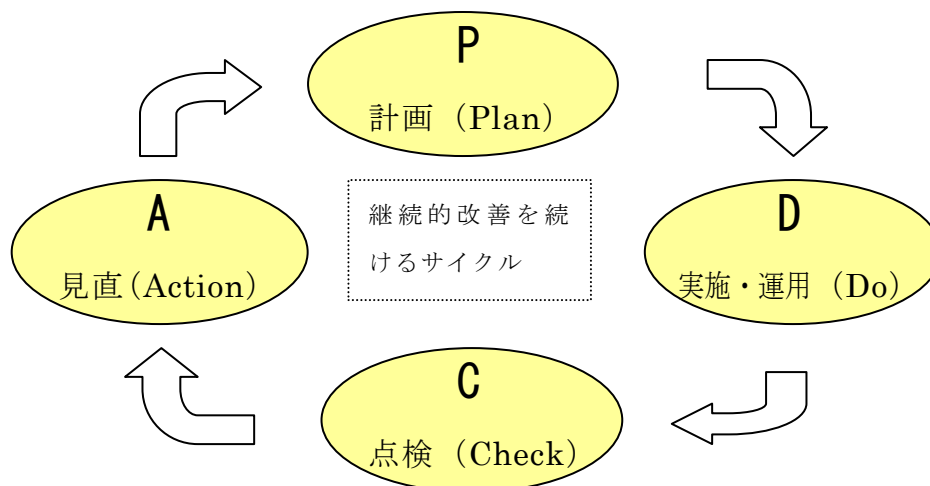 P
計画（Plan）
A
見直(Action)
継続的改善を続
けるサイクル
D
実施・運用（Do）
C
点検（Check）